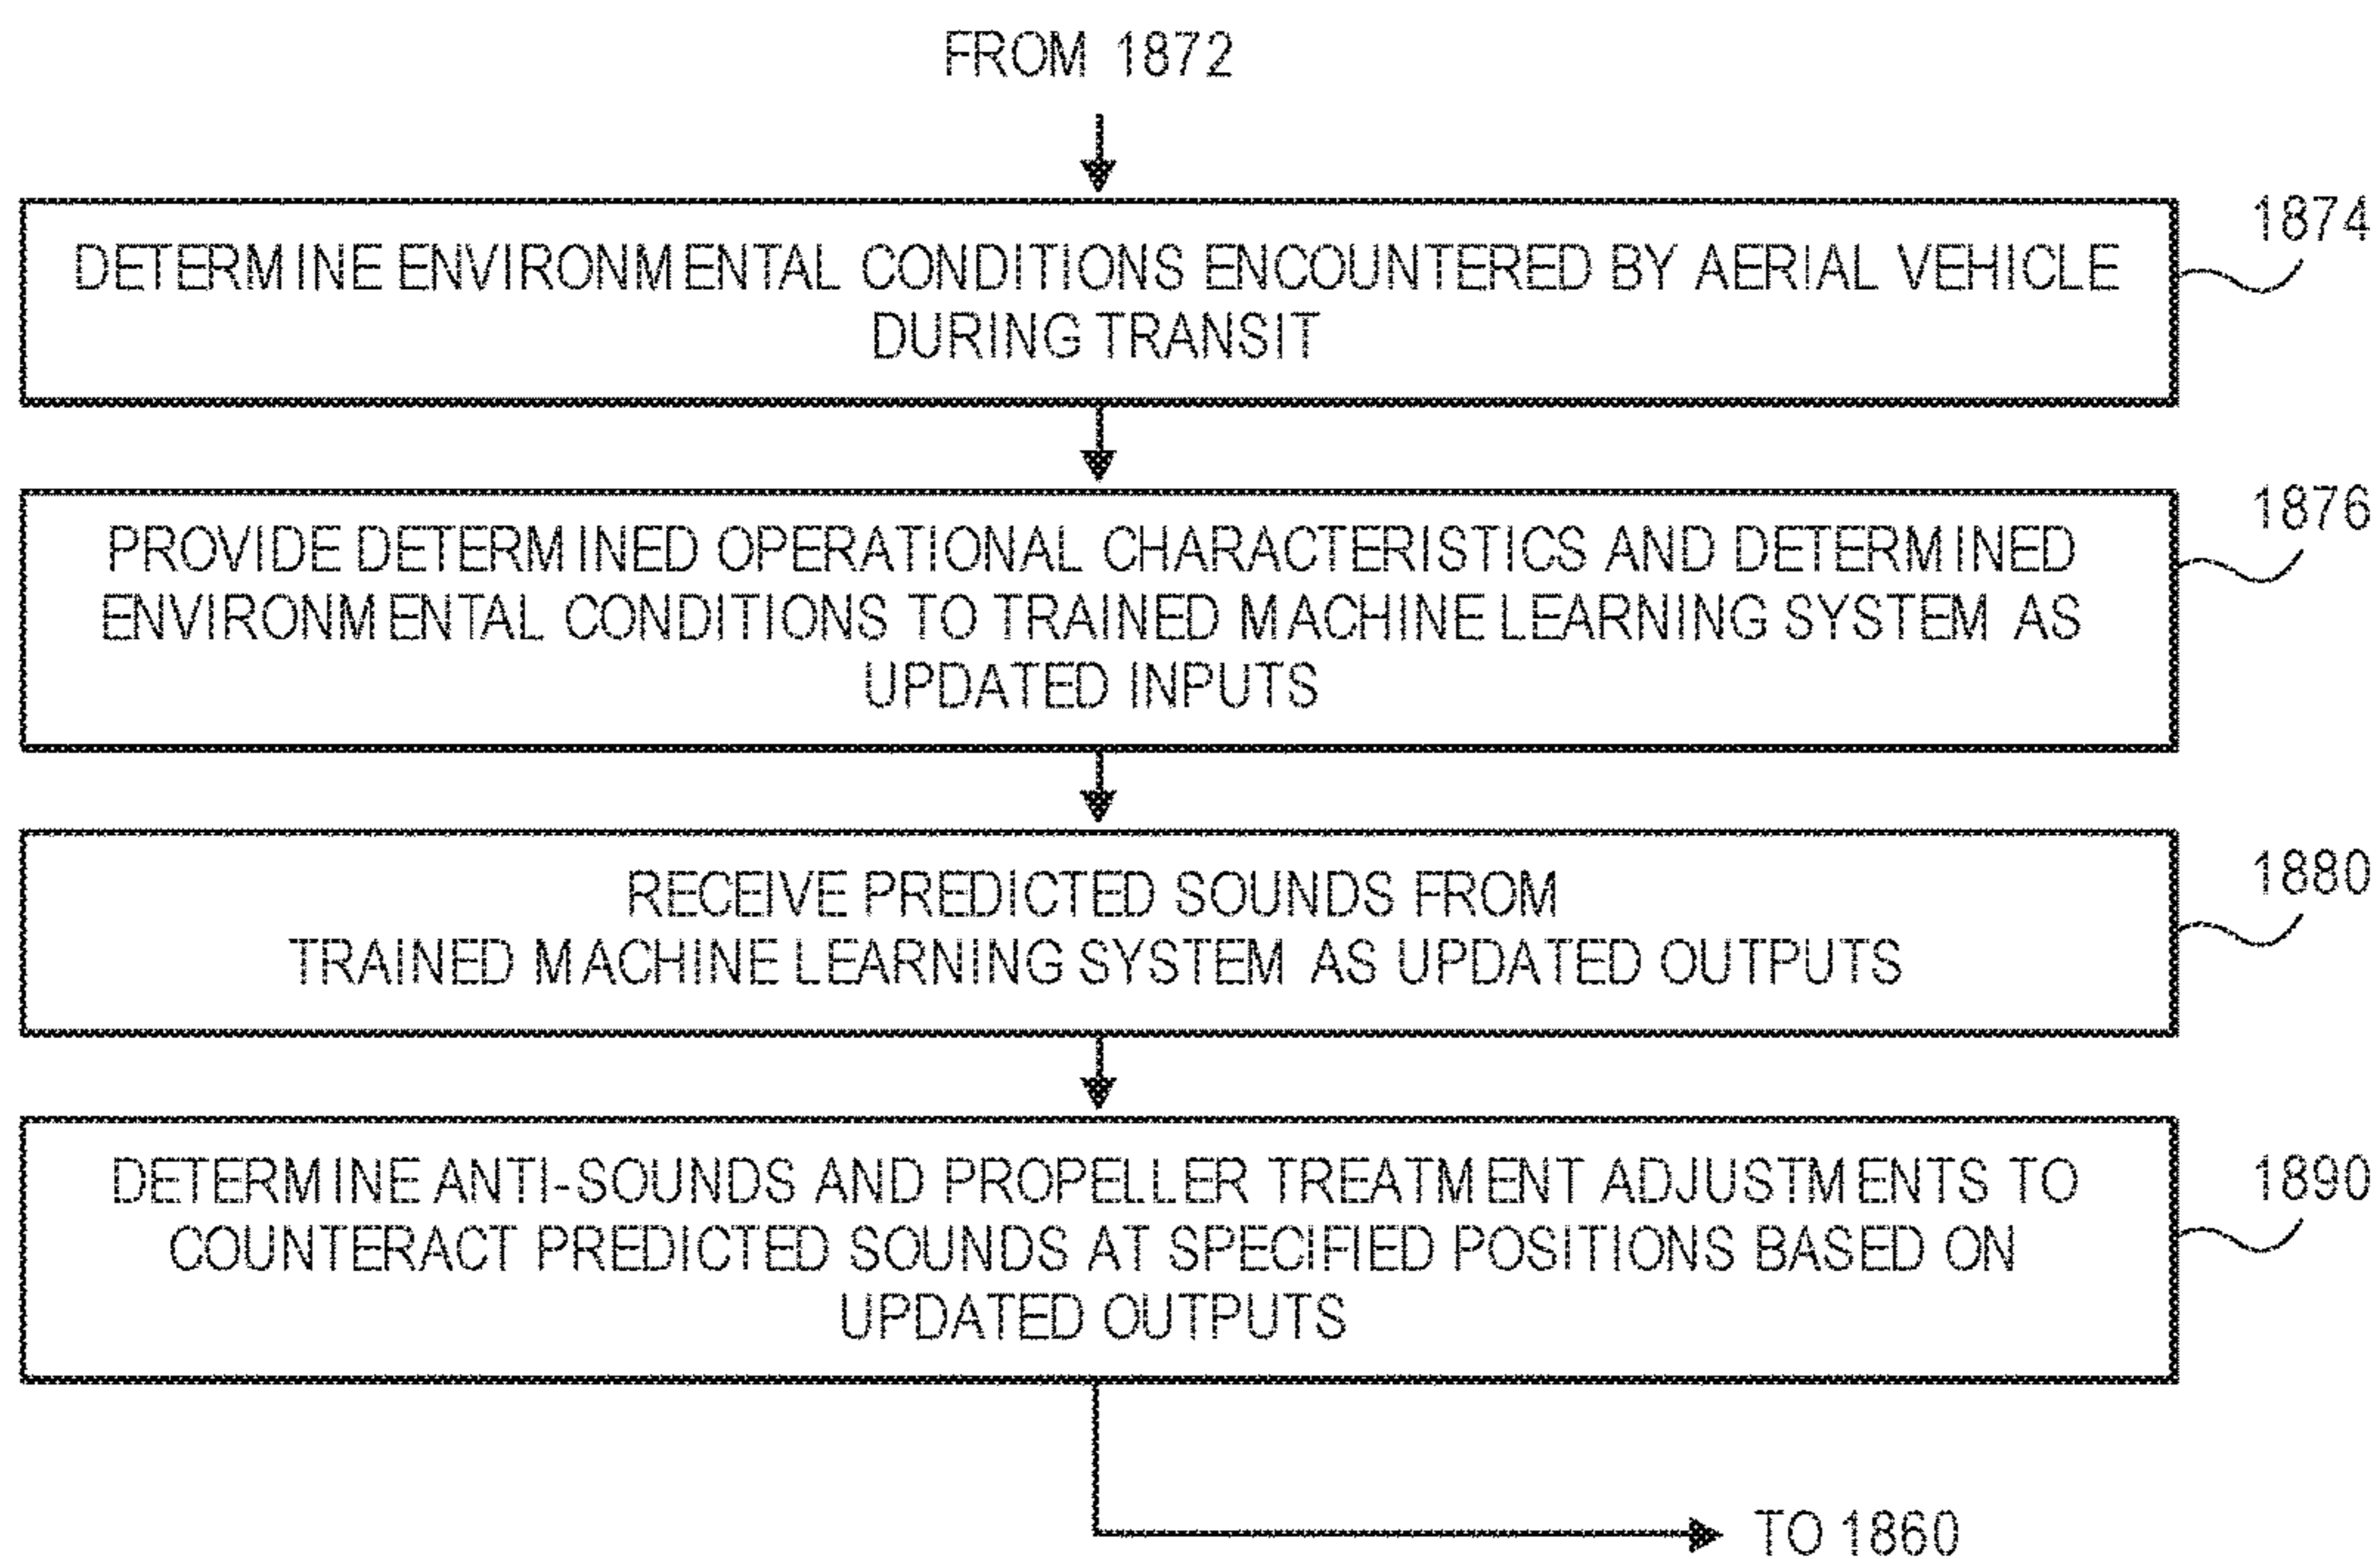 FROM 1872
1874
DETERMINE ENVIRONMENTAL CONDITIONS ENCOUNTERED BY AERIAL VEHICLE
DURING TRANSIT
1876
PROVIDE DETERMINED OPERATIONAL CHARACTERISTICS AND DETERMINED
ENVIRONMENTAL CONDITIONS TO TRAINED MACHINE LEARNING SYSTEM AS
UPDATED INPUTS
1880
RECEIVE PREDICTED SOUNDS FROM
TRAINED MACHINE LEARNING SYSTEM AS UPDATED OUTPUTS
1890
DETERMINE ANTI-SOUNDS AND PROPELLER TREATMENT ADJUSTMENTS TO
COUNTERACT PREDICTED SOUNDS AT SPECIFIED POSITIONS BASED ON
UPDATED OUTPUTS
TO 1860